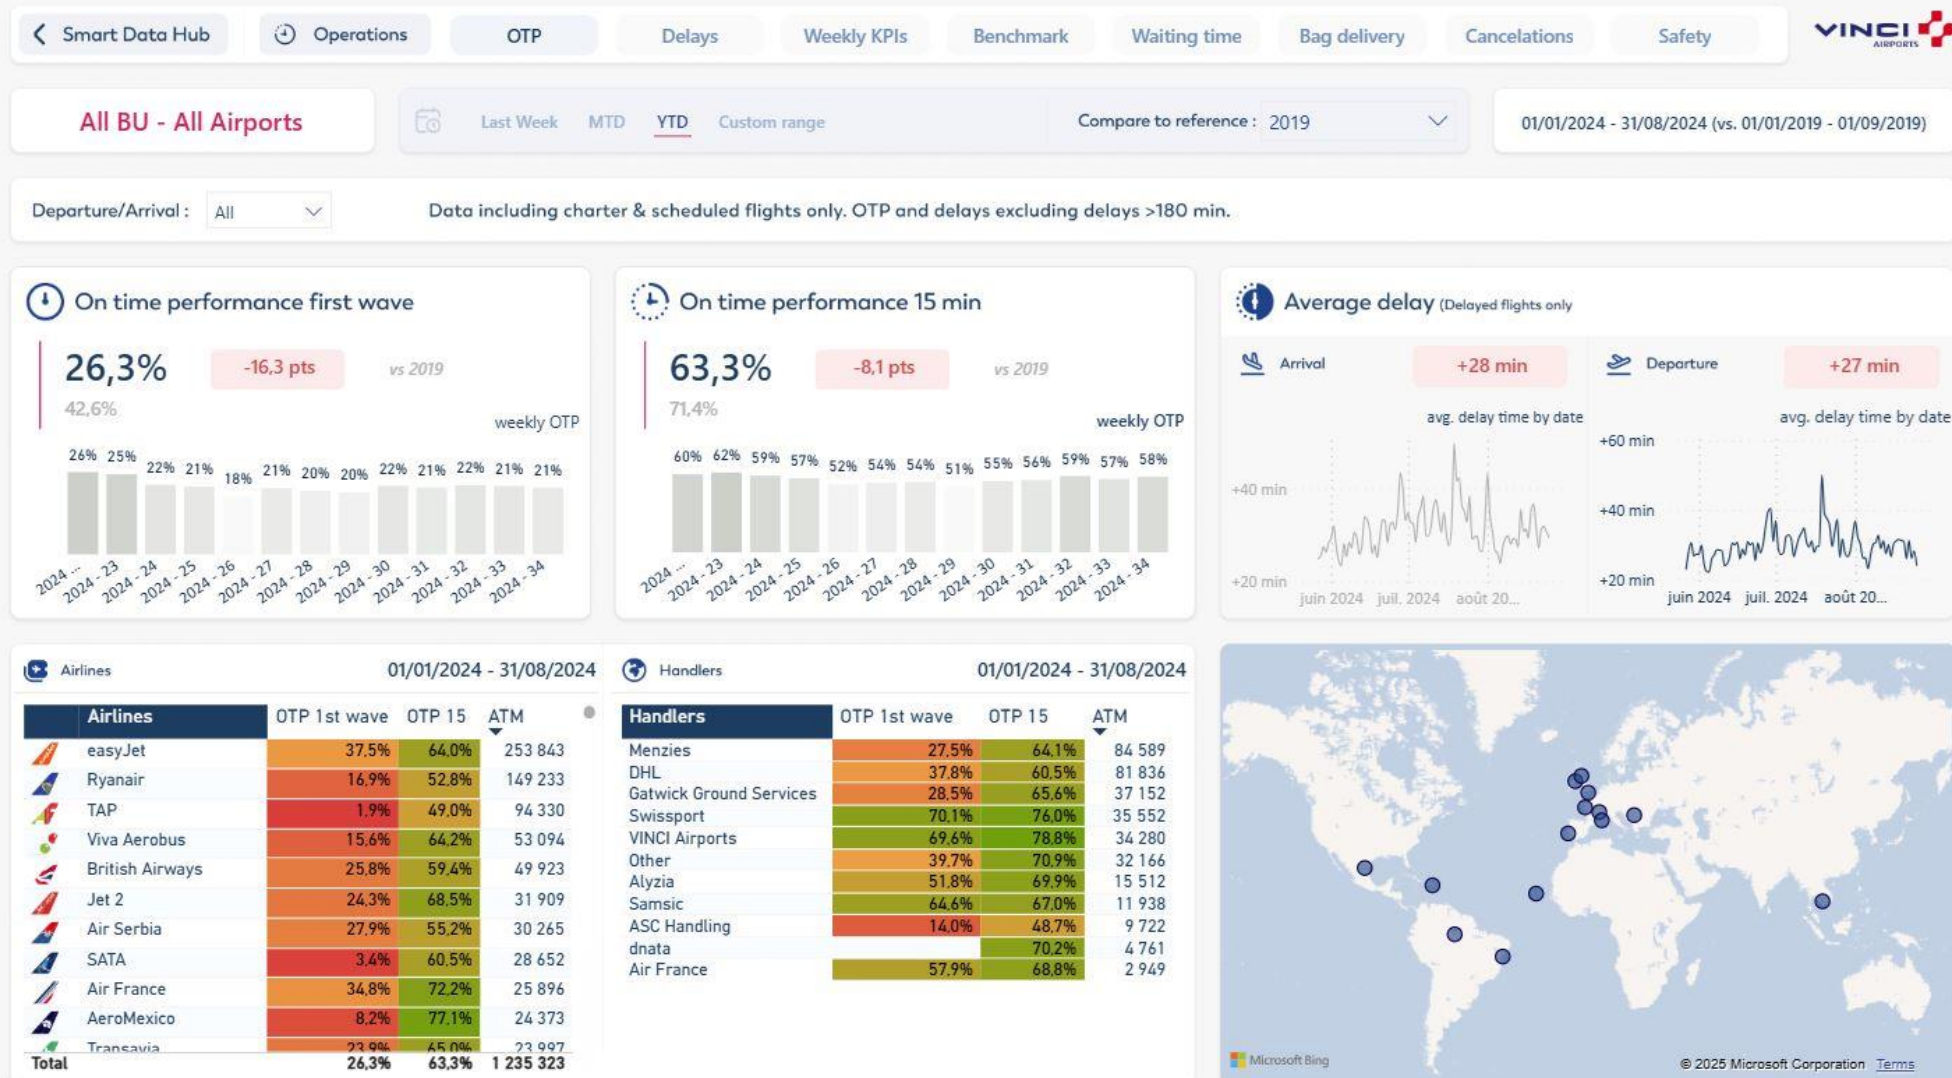 Smart Data Hub Operations OTP Delays Weekly KPIs Benchmark Waiting time Bag delivery Cancelations Safety
VINCI
AIRPORTS
All BU - All Airports
Last Week MTD YTD Custom range
Compare to reference : 2019
01/01/2024 - 31/08/2024 (vs. 01/01/2019 - 01/09/2019)
Departure/Arrival : All
Data including charter & scheduled flights only. OTP and delays excluding delays >180 min.
On time performance first wave
26,3% -16,3 pts vs 2019
42,6%
weekly OTP
26% 25% 22% 21% 18% 21% 20% 20% 22% 21% 22% 21% 21%
2024 ... 2024 - 23 2024 - 24 2024 - 25 2024 - 26 2024 - 27 2024 - 28 2024 - 29 2024 - 30 2024 - 31 2024 - 32 2024 - 33 2024 - 34
On time performance 15 min
63,3% -8,1 pts vs 2019
71,4%
weekly OTP
60% 62% 59% 57% 52% 54% 54% 51% 55% 56% 59% 57% 58%
2024 ... 2024 - 23 2024 - 24 2024 - 25 2024 - 26 2024 - 27 2024 - 28 2024 - 29 2024 - 30 2024 - 31 2024 - 32 2024 - 33 2024 - 34
Average delay (Delayed flights only
Arrival +28 min
avg. delay time by date
+40 min
+20 min
juin 2024 juil. 2024 août 20...
Departure +27 min
avg. delay time by date
+60 min
+40 min
+20 min
juin 2024 juil. 2024 août 20...
Airlines 01/01/2024 - 31/08/2024
Airlines OTP 1st wave OTP 15 ATM
easyJet 37,5% 64,0% 253 843
Ryanair 16,9% 52,8% 149 233
TAP 1,9% 49,0% 94 330
Viva Aerobus 15,6% 64,2% 53 094
British Airways 25,8% 59,4% 49 923
Jet 2 24,3% 68,5% 31 909
Air Serbia 27,9% 55,2% 30 265
SATA 3,4% 60,5% 28 652
Air France 34,8% 72,2% 25 896
AeroMexico 8,2% 77,1% 24 373
Transavia 23,9% 65,0% 23 997
Total 26,3% 63,3% 1 235 323
Handlers 01/01/2024 - 31/08/2024
Handlers OTP 1st wave OTP 15 ATM
Menzies 27,5% 64,1% 84 589
DHL 37,8% 60,5% 81 836
Gatwick Ground Services 28,5% 65,6% 37 152
Swissport 70,1% 76,0% 35 552
VINCI Airports 69,6% 78,8% 34 280
Other 39,7% 70,9% 32 166
Alyzia 51,8% 69,9% 15 512
Samsic 64,6% 67,0% 11 938
ASC Handling 14,0% 48,7% 9 722
dnata 70,2% 4 761
Air France 57,9% 68,8% 2 949
Microsoft Bing
© 2025 Microsoft Corporation Terms